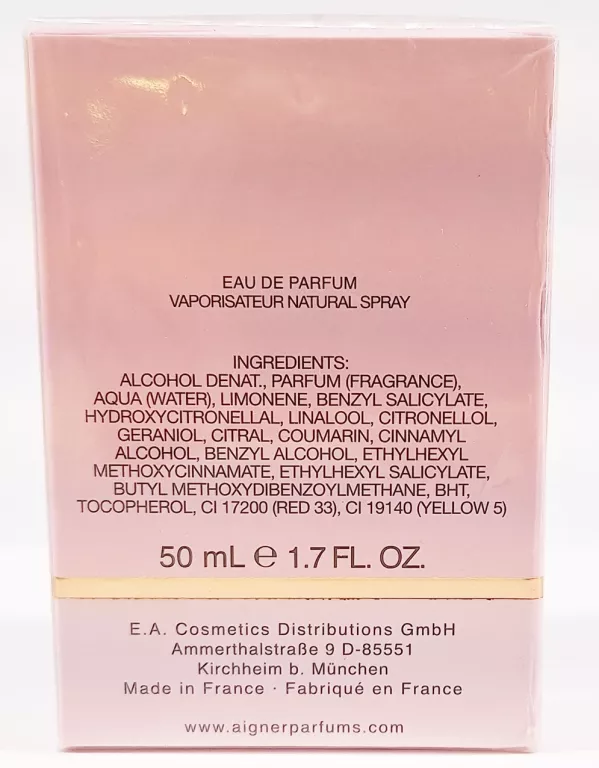 EAU DE PARFUM
VAPORISATEUR NATURAL SPRAY
INGREDIENTS:
ALCOHOL DENAT., PARFUM (FRAGRANCE),
AQUA (WATER), LIMONENE, BENZYL SALICYLATE,
HYDROXYCITRONELLAL, LINALOOL, CITRONELLOL,
GERANIOL, CITRAL, COUMARIN, CINNAMYL
ALCOHOL, BENZYL ALCOHOL, ETHYLHEXYL
METHOXYCINNAMATE, ETHYLHEXYL SALICYLATE,
BUTYL METHOXYDIBENZOYLMETHANE, BHT,
TOCOPHEROL, CI 17200 (RED 33), CI 19140 (YELLOW 5)
50 mL ℮ 1.7 FL. OZ.
E.A. Cosmetics Distributions GmbH
Ammerthalstraße 9 D-85551
Kirchheim b. München
Made in France · Fabriqué en France
www.aignerparfums.com